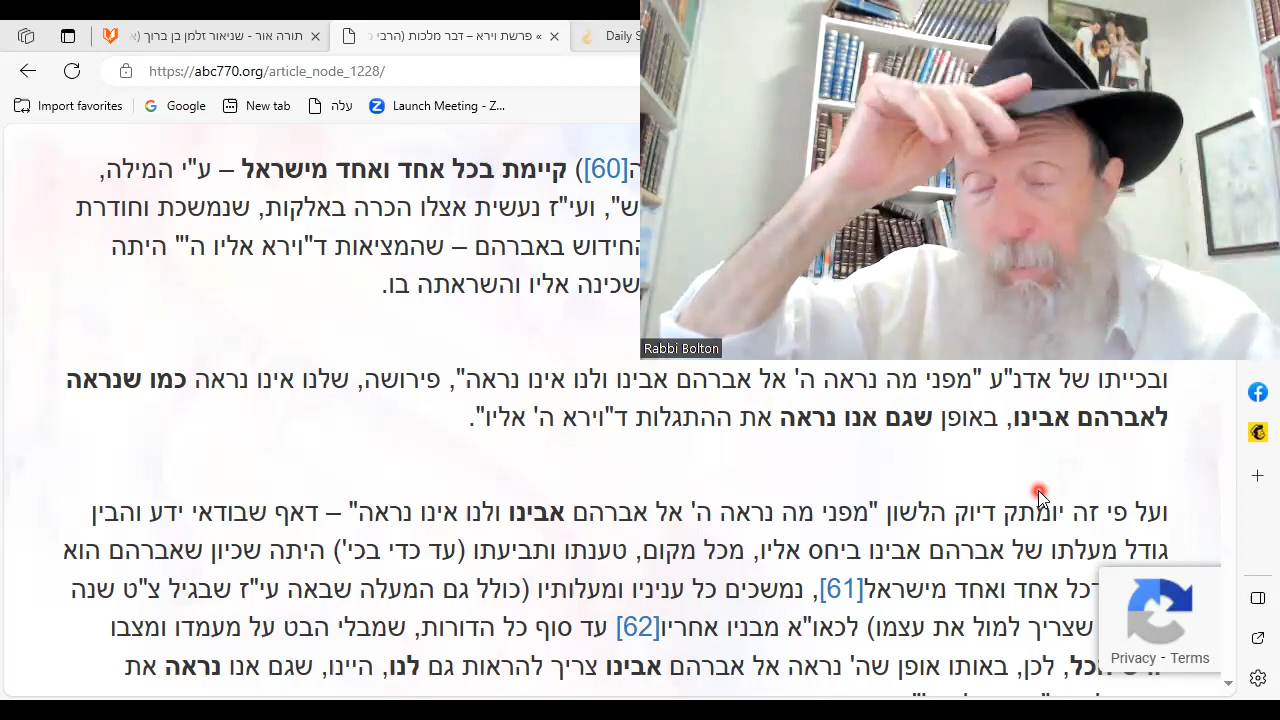 תורה אור - שניאור זלמן בן ברוך (א
» פרשת וירא – דבר מלכות (הרבי
Daily S
https://abc770.org/article_node_1228/
Import favorites
Google
New tab
עלה
Launch Meeting - Z...
ה[60]) קיימת בכל אחד ואחד מישראל – ע"י המילה,
ש", ועי"ז נעשית אצלו הכרה באלקות, שנמשכת וחודרת
החידוש באברהם – שהמציאות ד"וירא אליו ה'" היתה
שכינה אליו והשראתה בו.
Rabbi Bolton
ובכייתו של אדנ"ע "מפני מה נראה ה' אל אברהם אבינו ולנו אינו נראה", פירושה, שלנו אינו נראה כמו שנראה
לאברהם אבינו, באופן שגם אנו נראה את ההתגלות ד"וירא ה' אליו".
ועל פי זה יומתק דיוק הלשון "מפני מה נראה ה' אל אברהם אבינו ולנו אינו נראה" – דאף שבודאי ידע והבין
גודל מעלתו של אברהם אבינו ביחס אליו, מכל מקום, טענתו ותביעתו (עד כדי בכי') היתה שכיון שאברהם הוא
דכל אחד ואחד מישראל[61], נמשכים כל עניניו ומעלותיו (כולל גם המעלה שבאה עי"ז שבגיל צ"ט שנה
שצריך למול את עצמו) לכאו"א מבניו אחריו[62] עד סוף כל הדורות, שמבלי הבט על מעמדו ומצבו
הכל, לכן, באותו אופן שה' נראה אל אברהם אבינו צריך להראות גם לנו, היינו, שגם אנו נראה את
Privacy - Terms